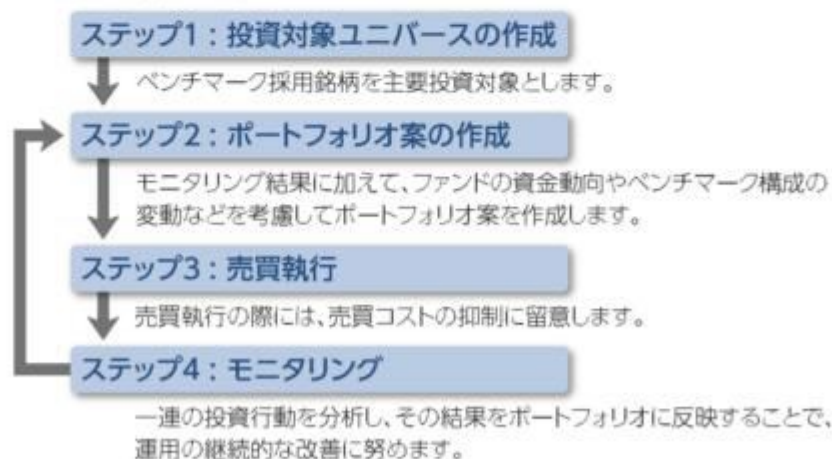 ステップ1：投資対象ユニバースの作成
ベンチマーク採用銘柄を主要投資対象とします。
ステップ2：ポートフォリオ案の作成
モニタリング結果に加えて、ファンドの資金動向やベンチマーク構成の
変動などを考慮してポートフォリオ案を作成します。
ステップ3：売買執行
売買執行の際には、売買コストの抑制に留意します。
ステップ4：モニタリング
一連の投資行動を分析し、その結果をポートフォリオに反映することで、
運用の継続的な改善に努めます。